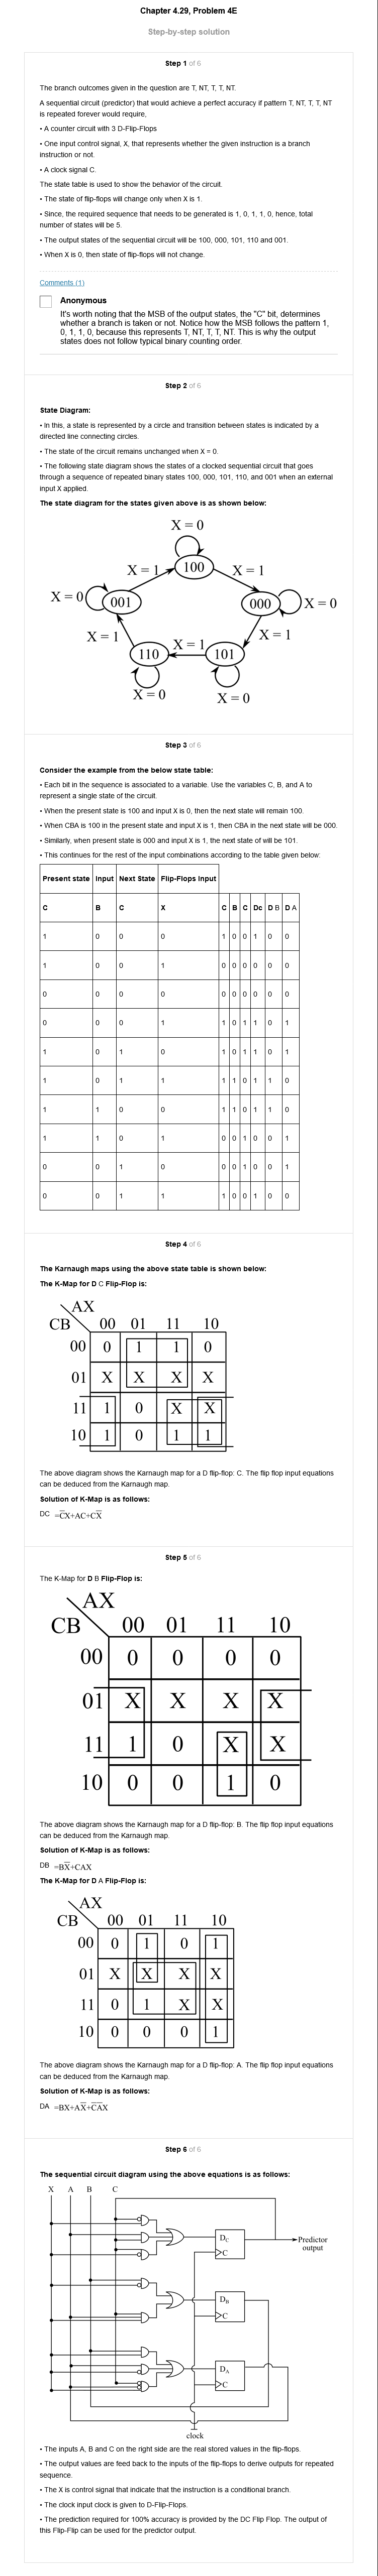 Chapter 4.29, Problem 4E
Step-by-step solution
Step 1 of 6
The branch outcomes given in the question are T, NT, T, T, NT.
A sequential circuit (predictor) that would achieve a perfect accuracy if pattern T, NT, T, T, NT
is repeated forever would require,
• A counter circuit with 3 D-Flip-Flops
• One input control signal, X, that represents whether the given instruction is a branch
instruction or not.
• A clock signal C.
The state table is used to show the behavior of the circuit.
• The state of flip-flops will change only when X is 1.
• Since, the required sequence that needs to be generated is 1, 0, 1, 1, 0, hence, total
number of states will be 5.
• The output states of the sequential circuit will be 100, 000, 101, 110 and 001.
• When X is 0, then state of flip-flops will not change.
Comments (1)
Anonymous
It's worth noting that the MSB of the output states, the "C" bit, determines
whether a branch is taken or not. Notice how the MSB follows the pattern 1,
0, 1, 1, 0, because this represents T, NT, T, T, NT. This is why the output
states does not follow typical binary counting order.
Step 2 of 6
State Diagram:
• In this, a state is represented by a circle and transition between states is indicated by a
directed line connecting circles.
• The state of the circuit remains unchanged when X = 0.
• The following state diagram shows the states of a clocked sequential circuit that goes
through a sequence of repeated binary states 100, 000, 101, 110, and 001 when an external
input X applied.
The state diagram for the states given above is as shown below:
X = 0
100
X = 1 X = 1
X = 0 001 000 X = 0
X = 1 X = 1 X = 1
110 101
X = 0 X = 0
Step 3 of 6
Consider the example from the below state table:
• Each bit in the sequence is associated to a variable. Use the variables C, B, and A to
represent a single state of the circuit.
• When the present state is 100 and input X is 0, then the next state will remain 100.
• When CBA is 100 in the present state and input X is 1, then CBA in the next state will be 000.
• Similarly, when present state is 000 and input X is 1, the next state of will be 101.
• This continues for the rest of the input combinations according to the table given below:
Present state Input Next State Flip-Flops Input
C B C X C B C Dc D B D A
1 0 0 0 1 0 0 1 0 0
1 0 0 1 0 0 0 0 0 0
0 0 0 0 0 0 0 0 0 0
0 0 0 1 1 0 1 1 0 1
1 0 1 0 1 0 1 1 0 1
1 0 1 1 1 1 0 1 1 0
1 1 0 0 1 1 0 1 1 0
1 1 0 1 0 0 1 0 0 1
0 0 1 0 0 0 1 0 0 1
0 0 1 1 1 0 0 1 0 0
Step 4 of 6
The Karnaugh maps using the above state table is shown below:
The K-Map for D C Flip-Flop is:
AX
CB 00 01 11 10
00 0 1 1 0
01 X X X X
11 1 0 X X
10 1 0 1 1
The above diagram shows the Karnaugh map for a D flip-flop: C. The flip flop input equations
can be deduced from the Karnaugh map.
Solution of K-Map is as follows:
DC =C̅X+AC+CX̅
Step 5 of 6
The K-Map for D B Flip-Flop is:
AX
CB 00 01 11 10
00 0 0 0 0
01 X X X X
11 1 0 X X
10 0 0 1 0
The above diagram shows the Karnaugh map for a D flip-flop: B. The flip flop input equations
can be deduced from the Karnaugh map.
Solution of K-Map is as follows:
DB =BX̅+CAX
The K-Map for D A Flip-Flop is:
AX
CB 00 01 11 10
00 0 1 0 1
01 X X X X
11 0 1 X X
10 0 0 0 1
The above diagram shows the Karnaugh map for a D flip-flop: A. The flip flop input equations
can be deduced from the Karnaugh map.
Solution of K-Map is as follows:
DA =BX+AX̅+C̅A̅X
Step 6 of 6
The sequential circuit diagram using the above equations is as follows:
X A B C
D_C Predictor
C output
D_B
C
D_A
C
clock
• The inputs A, B and C on the right side are the real stored values in the flip-flops.
• The output values are feed back to the inputs of the flip-flops to derive outputs for repeated
sequence.
• The X is control signal that indicate that the instruction is a conditional branch.
• The clock input clock is given to D-Flip-Flops.
• The prediction required for 100% accuracy is provided by the DC Flip Flop. The output of
this Flip-Flip can be used for the predictor output.